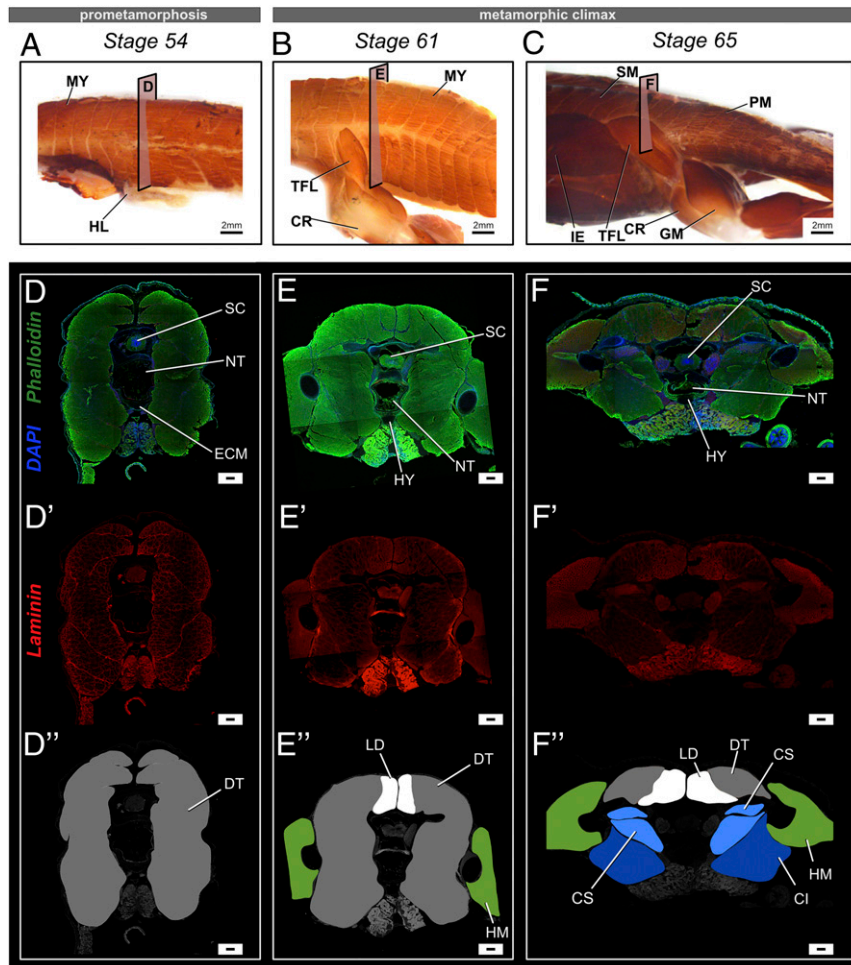 prometamorphosis
metamorphic climax
A
Stage 54
B
Stage 61
C
Stage 65
MY
D
HL
2mm
E
MY
TFL
CR
2mm
SM
F
PM
IE
TFL
CR
GM
2mm
DAPI Phalloidin
D
SC
NT
ECM
E
SC
HY
NT
F
SC
NT
HY
Laminin
D'
E'
F'
D''
DT
E''
LD
DT
HM
F''
LD
DT
CS
CS
CI
HM